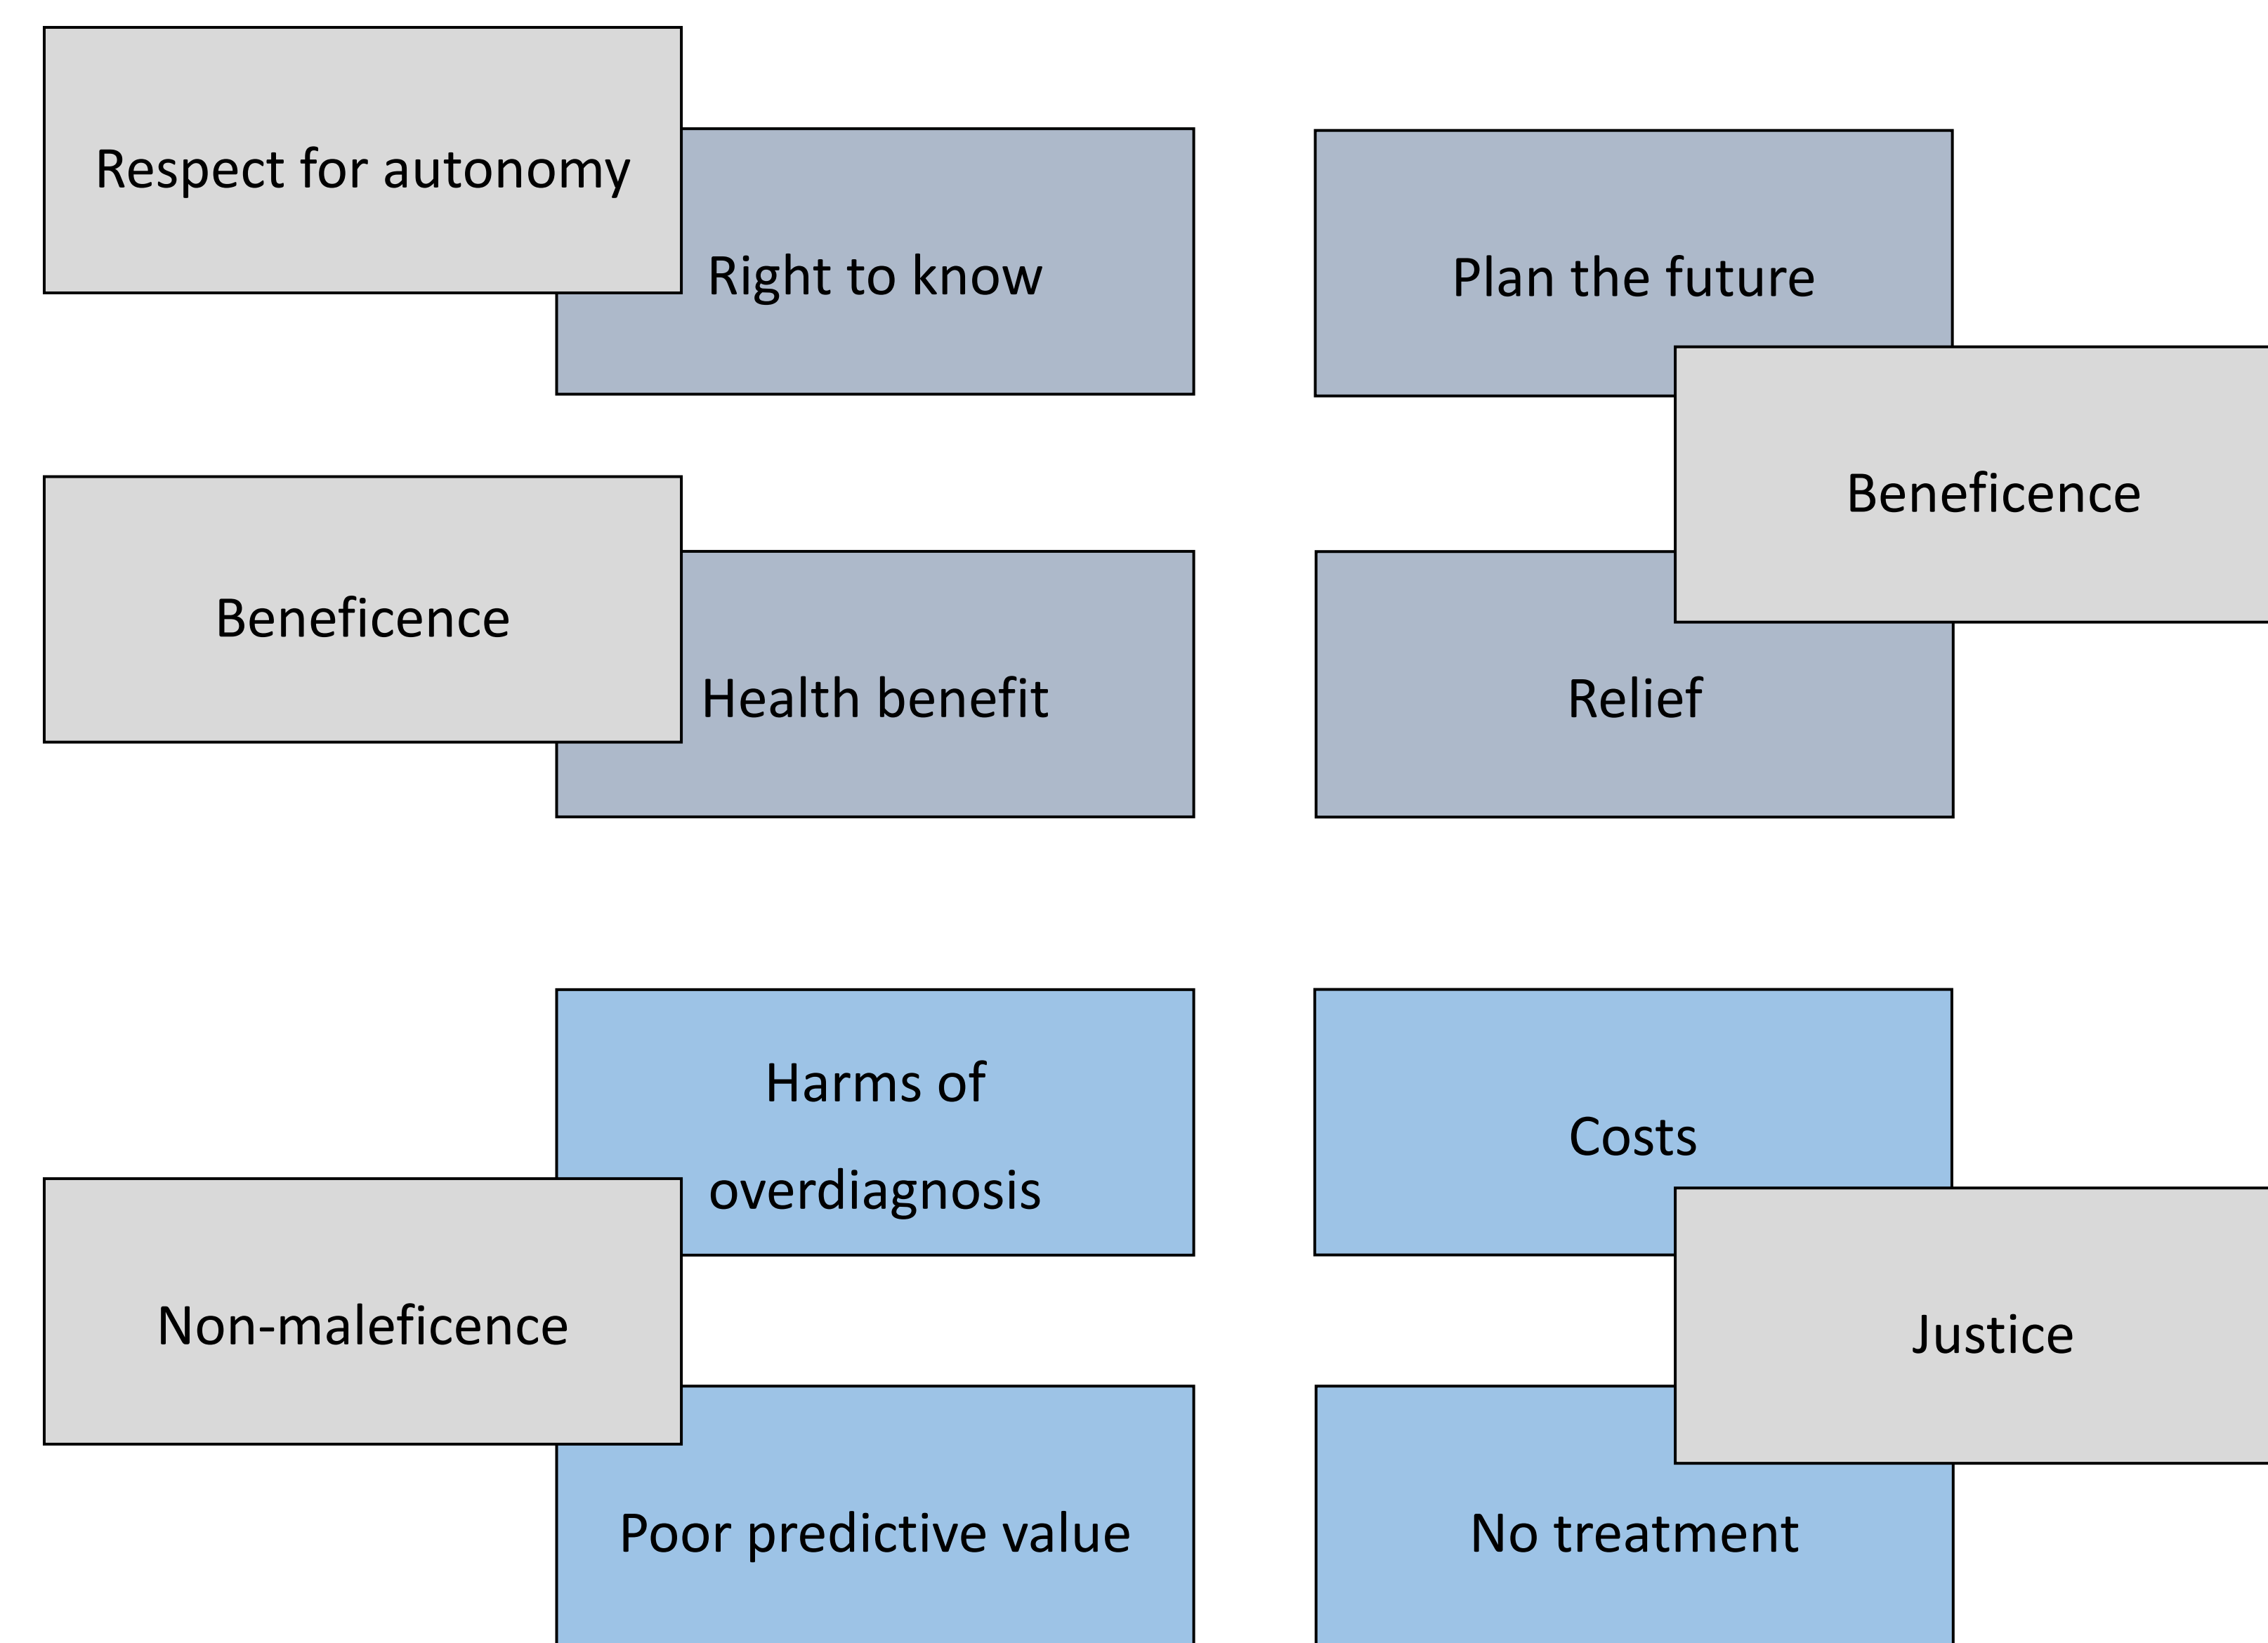 Respect for autonomy
Right to know
Plan the future
Beneficence
Beneficence
Health benefit
Relief
Harms of
overdiagnosis
Costs
Non-maleficence
Justice
Poor predictive value
No treatment